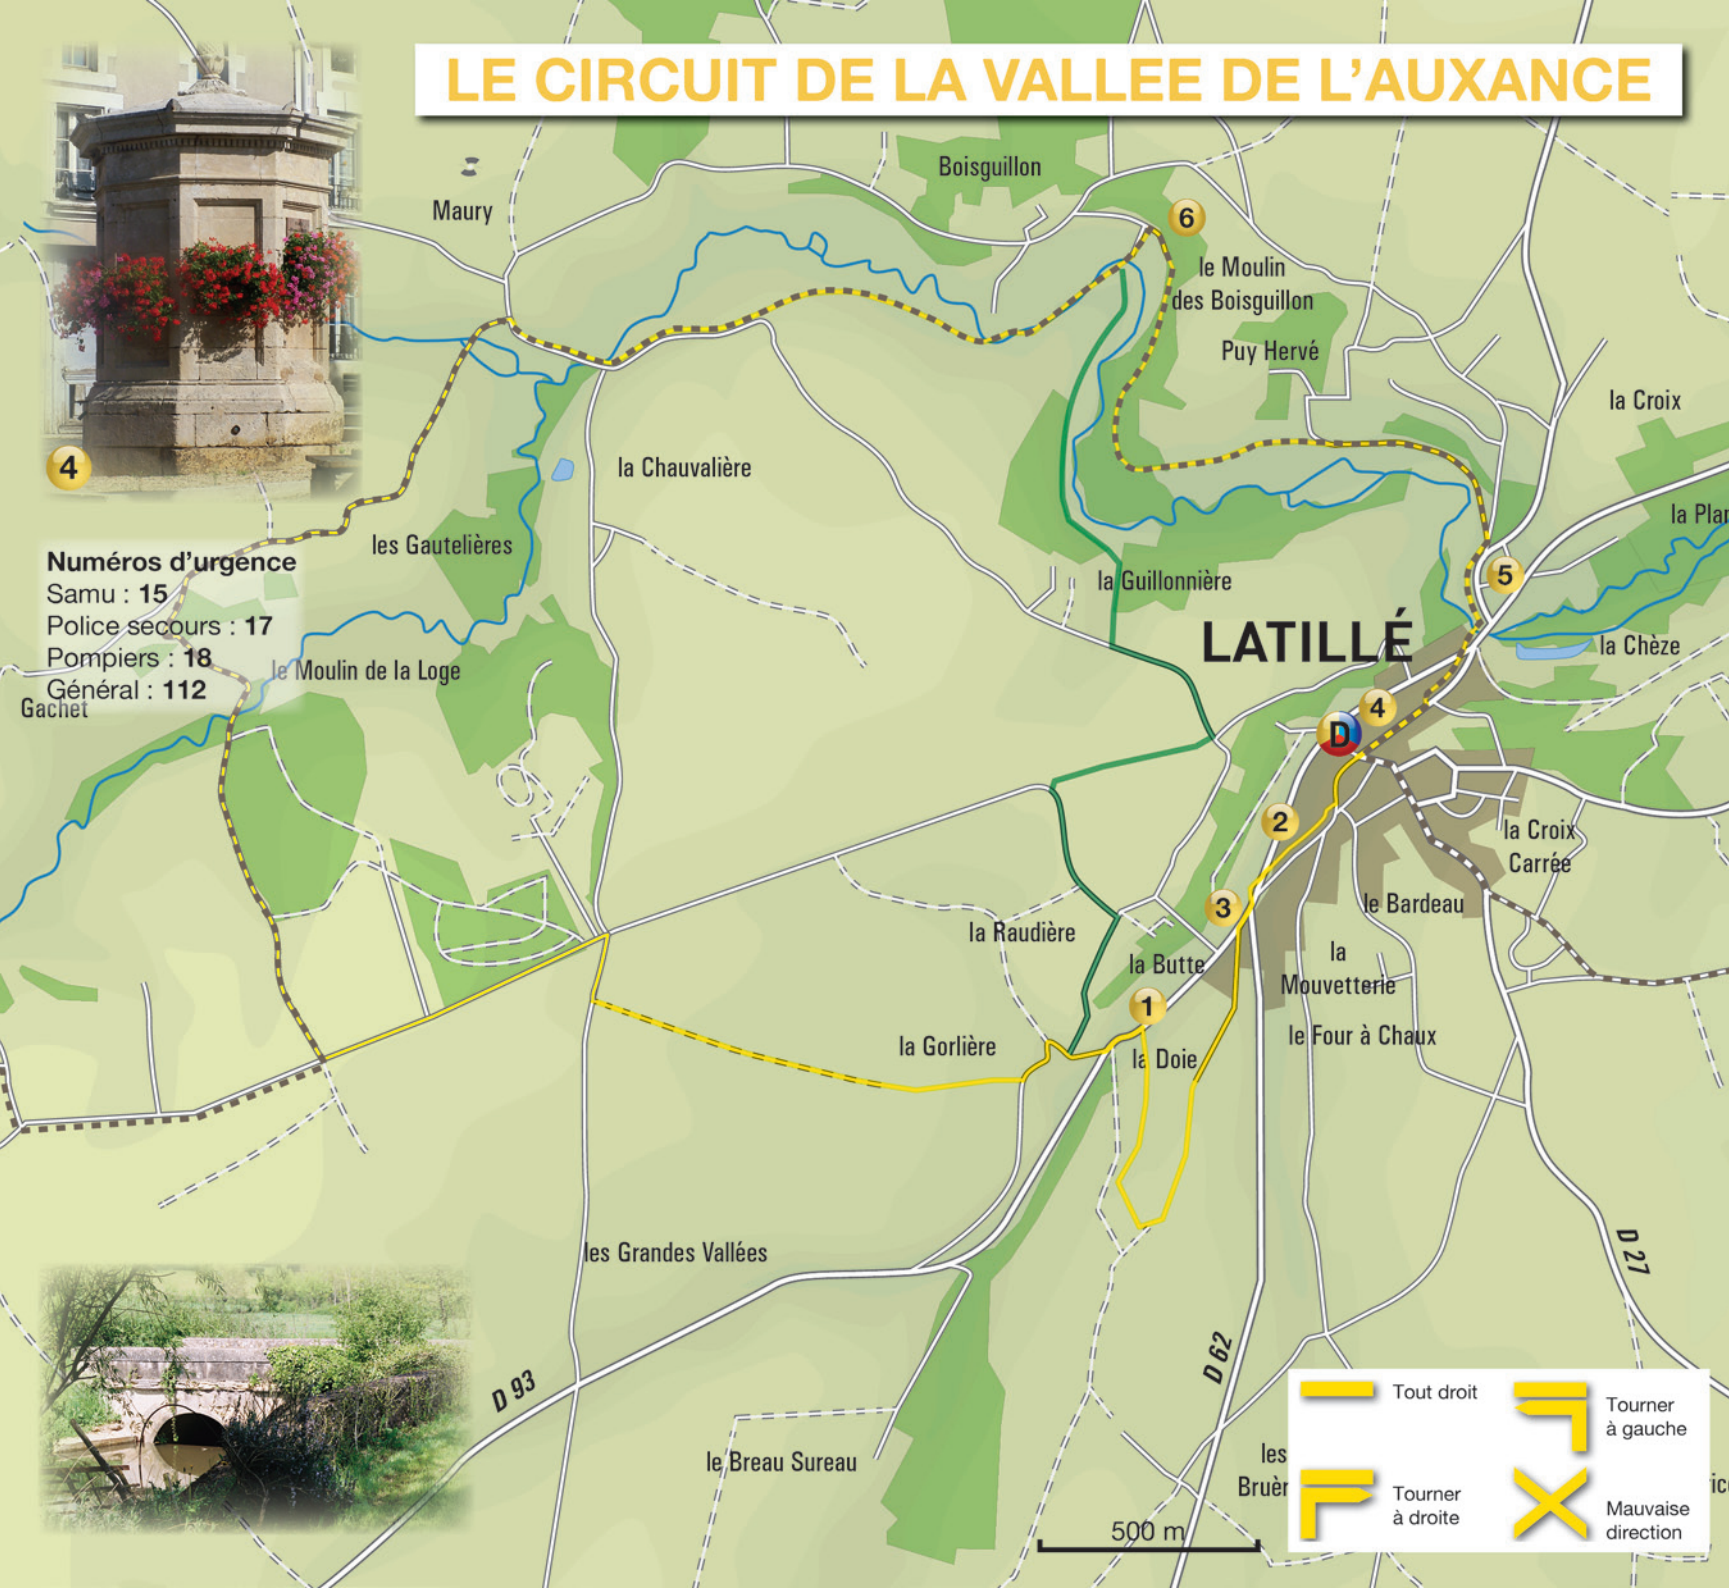 LE CIRCUIT DE LA VALLEE DE L'AUXANCE
Boisguillon
Maury
6
le Moulin
des Boisguillon
Puy Hervé
la Croix
4
la Chauvalière
la Plan
les Gautelières
Numéros d'urgence
Samu : 15
Police secours : 17
Pompiers : 18
Général : 112
la Guillonnière
5
LATILLÉ
la Chèze
le Moulin de la Loge
Gachet
4
D
2
la Croix
Carrée
le Bardeau
3
la Raudière
la Butte
la
Mouvetterie
1
la Gorlière
la Doie
le Four à Chaux
les Grandes Vallées
D 27
D 62
D 93
le Breau Sureau
les
Bruèr
500 m
Tout droit
Tourner
à gauche
Tourner
à droite
Mauvaise
direction